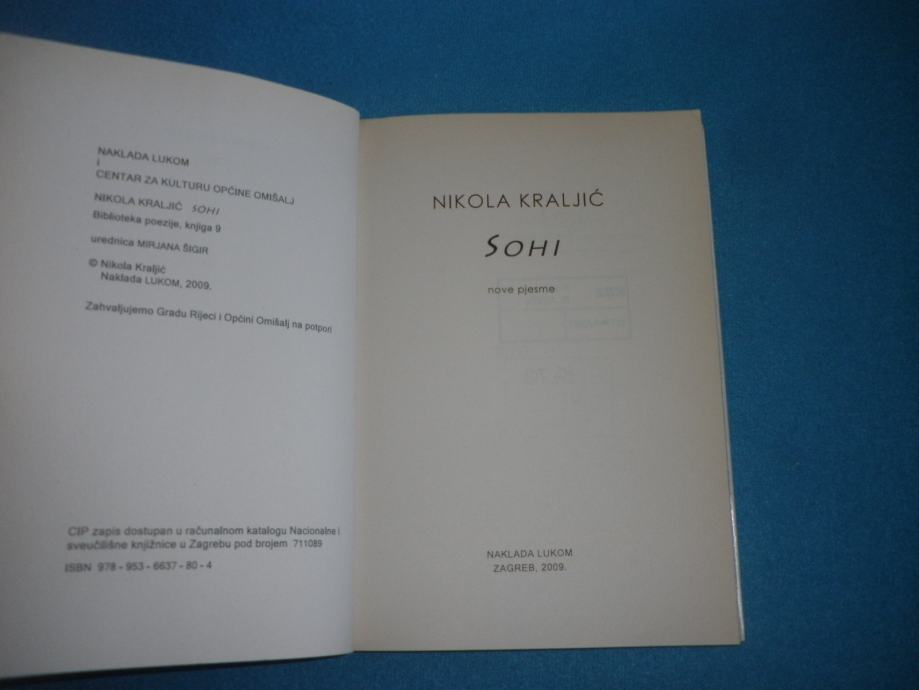 NAKLADA LUKOM
i
CENTAR ZA KULTURU OPĆINE OMIŠALJ
NIKOLA KRALJIĆ SOHI
Biblioteka poezije, knjiga 9
urednica MIRJANA ŠIGIR
© Nikola Kraljić
Naklada LUKOM, 2009.
Zahvaljujemo Gradu Rijeci i Općini Omišalj na potpori
CIP zapis dostupan u računalnom katalogu Nacionalne i
sveučilišne knjižnice u Zagrebu pod brojem 711089
ISBN 978 - 953 - 6637 - 80 - 4
NIKOLA KRALJIĆ
SOHI
nove pjesme
NAKLADA LUKOM
ZAGREB, 2009.